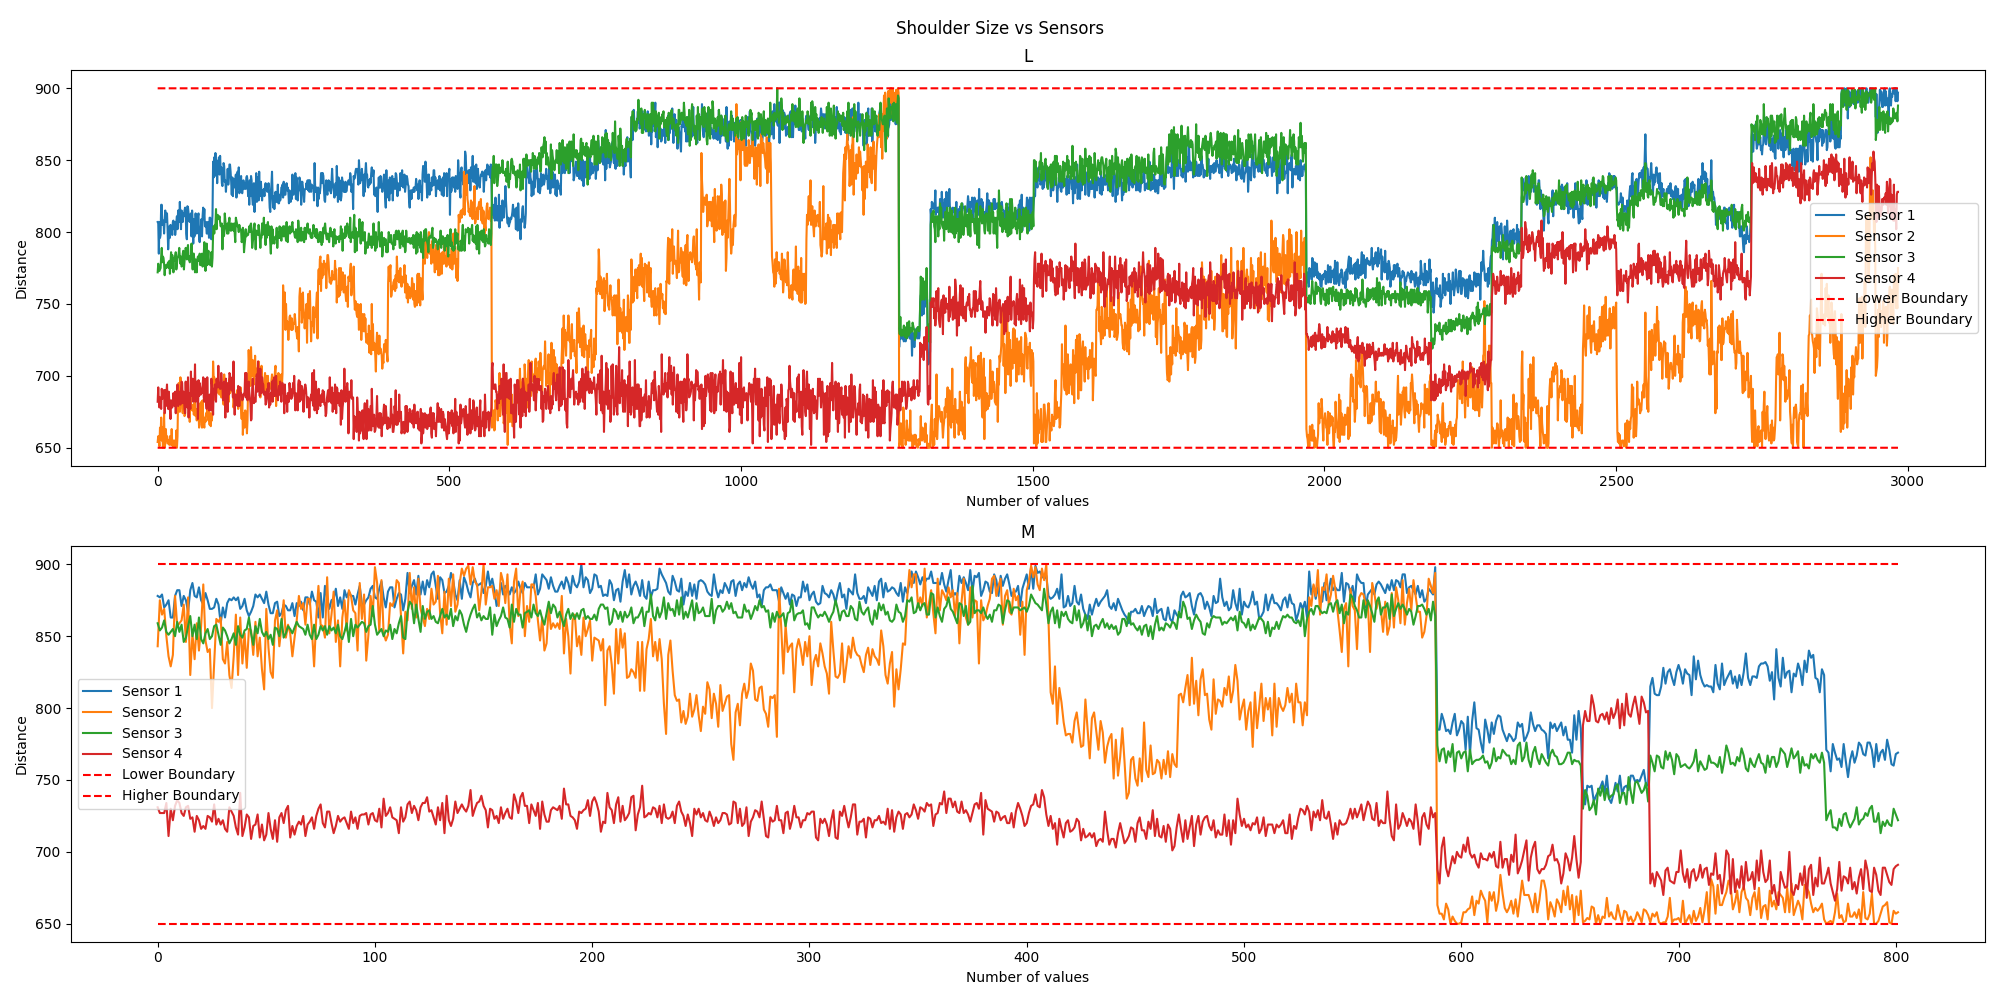 Shoulder Size vs Sensors
L
900
850
800
750
700
650
Distance
0 500 1000 1500 2000 2500 3000
Number of values
Sensor 1
Sensor 2
Sensor 3
Sensor 4
Lower Boundary
Higher Boundary
M
900
850
800
750
700
650
Distance
Sensor 1
Sensor 2
Sensor 3
Sensor 4
Lower Boundary
Higher Boundary
0 100 200 300 400 500 600 700 800
Number of values